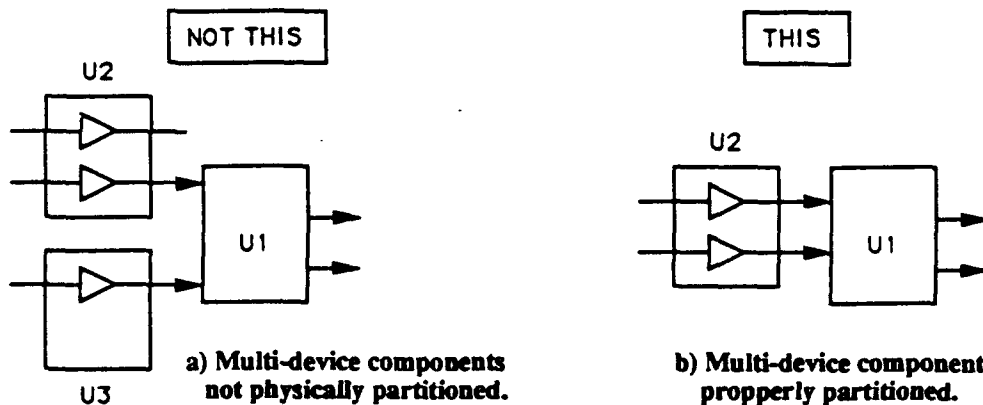 NOT THIS
THIS
U2
U1
U3
a) Multi-device components
not physically partitioned.
U2
U1
b) Multi-device component
propperly partitioned.